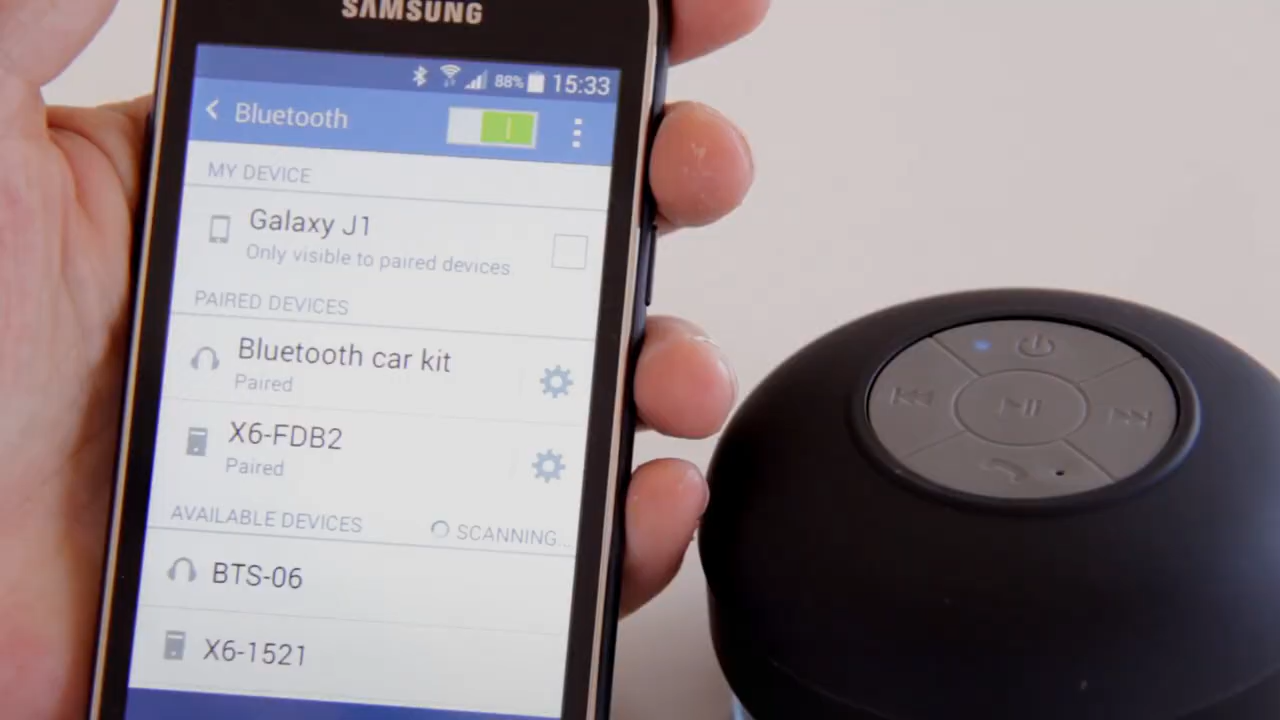 SAMSUNG
88% 15:33
Bluetooth
MY DEVICE
Galaxy J1
Only visible to paired devices
PAIRED DEVICES
Bluetooth car kit
Paired
X6-FDB2
Paired
AVAILABLE DEVICES SCANNING...
BTS-06
X6-1521